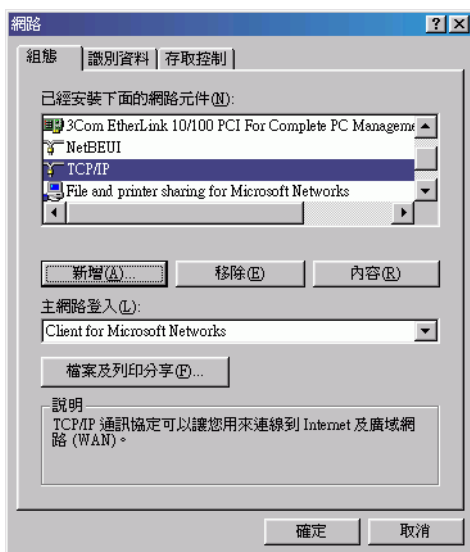 網路
組態 識別資料 存取控制
已經安裝下面的網路元件(N):
3Com EtherLink 10/100 PCI For Complete PC Manageme
NetBEUI
TCP/IP
File and printer sharing for Microsoft Networks
新增(A)... 移除(E) 內容(R)
主網路登入(L):
Client for Microsoft Networks
檔案及列印分享(F)...
說明
TCP/IP 通訊協定可以讓您用來連線到 Internet 及廣域網
路 (WAN)。
確定 取消